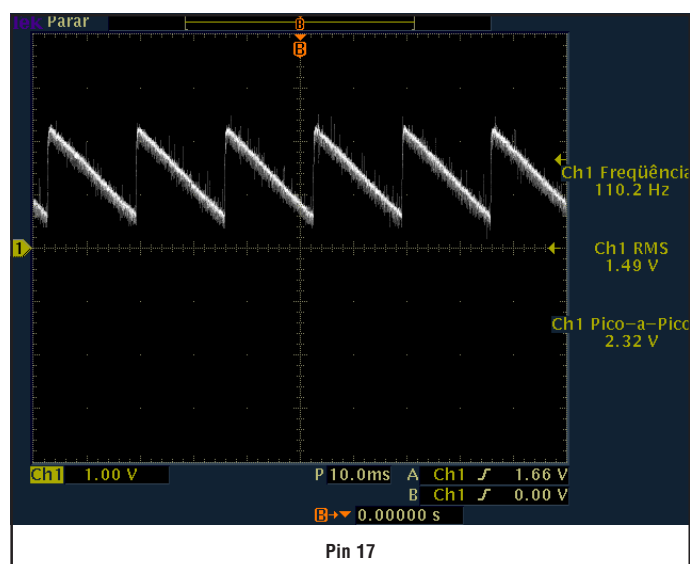 Tek Parar
B
B
Ch1 Freqüência
110.2 Hz
1
Ch1 RMS
1.49 V
Ch1 Pico-a-Pico
2.32 V
Ch1 1.00 V P 10.0ms A Ch1 1.66 V
B Ch1 0.00 V
B 0.00000 s
Pin 17